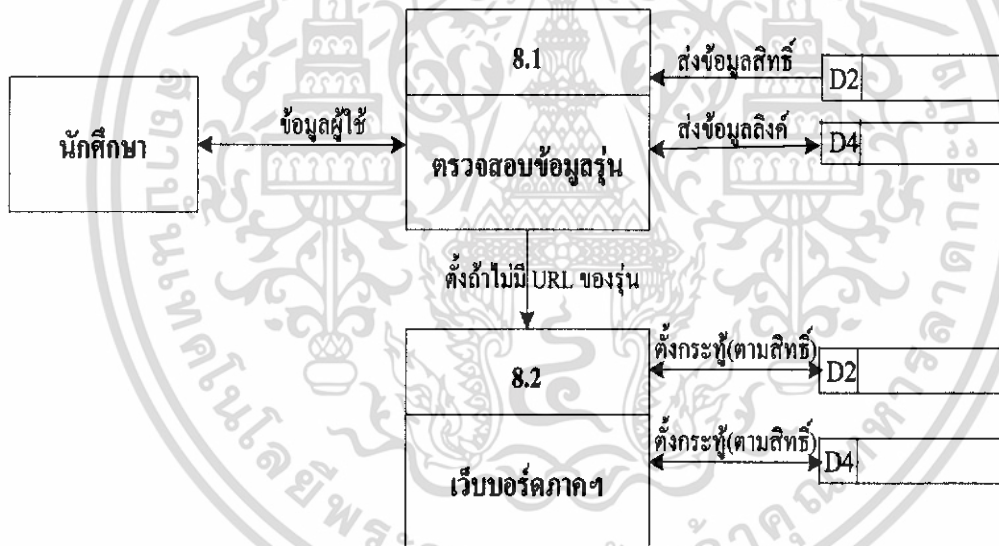 8.1
ส่งข้อมูลสิทธิ์
D2
นักศึกษา
ข้อมูลผู้ใช้
ตรวจสอบข้อมูลรุ่น
ส่งข้อมูลลิงค์
D4
ตั้งถ้าไม่มี URL ของรุ่น
8.2
ตั้งกระทู้(ตามสิทธิ์)
D2
เว็บบอร์ดภาคฯ
ตั้งกระทู้(ตามสิทธิ์)
D4